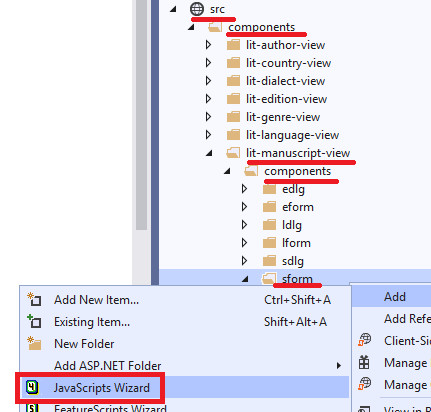 src
components
lit-author-view
lit-country-view
lit-dialect-view
lit-edition-view
lit-genre-view
lit-language-view
lit-manuscript-view
components
edlg
eform
ldlg
lform
sdlg
sform
Add New Item... Ctrl+Shift+A
Existing Item... Shift+Alt+A
New Folder
Add ASP.NET Folder
JavaScripts Wizard
FeatureScripts Wizard
Add
Add Refe
Client-Sid
Manage
Manage
View in B